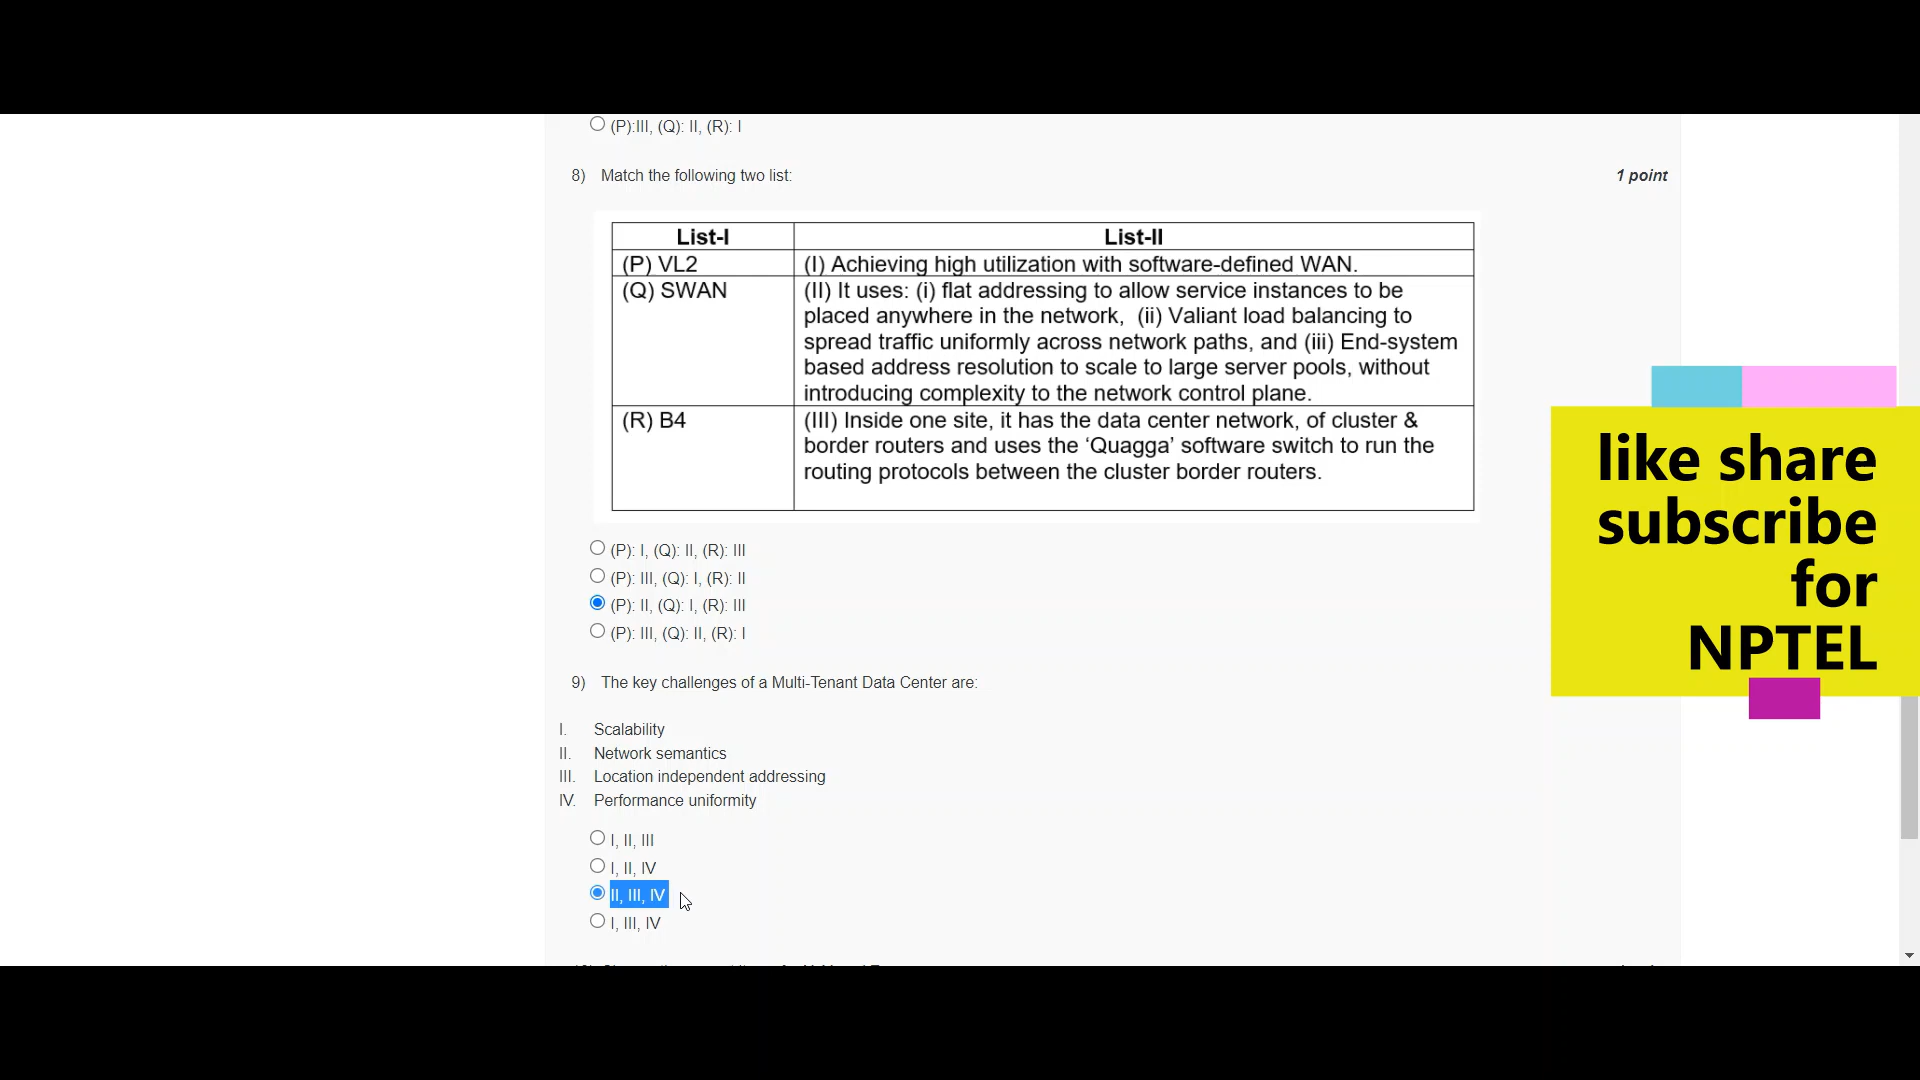 (P):III, (Q): II, (R): I
8) Match the following two list:
1 point
List-I List-II
(P) VL2 (I) Achieving high utilization with software-defined WAN.
(Q) SWAN (II) It uses: (i) flat addressing to allow service instances to be
placed anywhere in the network, (ii) Valiant load balancing to
spread traffic uniformly across network paths, and (iii) End-system
based address resolution to scale to large server pools, without
introducing complexity to the network control plane.
(R) B4 (III) Inside one site, it has the data center network, of cluster &
border routers and uses the ‘Quagga’ software switch to run the
routing protocols between the cluster border routers.
(P): I, (Q): II, (R): III
(P): III, (Q): I, (R): II
(P): II, (Q): I, (R): III
(P): III, (Q): II, (R): I
9) The key challenges of a Multi-Tenant Data Center are:
I. Scalability
II. Network semantics
III. Location independent addressing
IV. Performance uniformity
I, II, III
I, II, IV
II, III, IV
I, III, IV
like share
subscribe
for
NPTEL